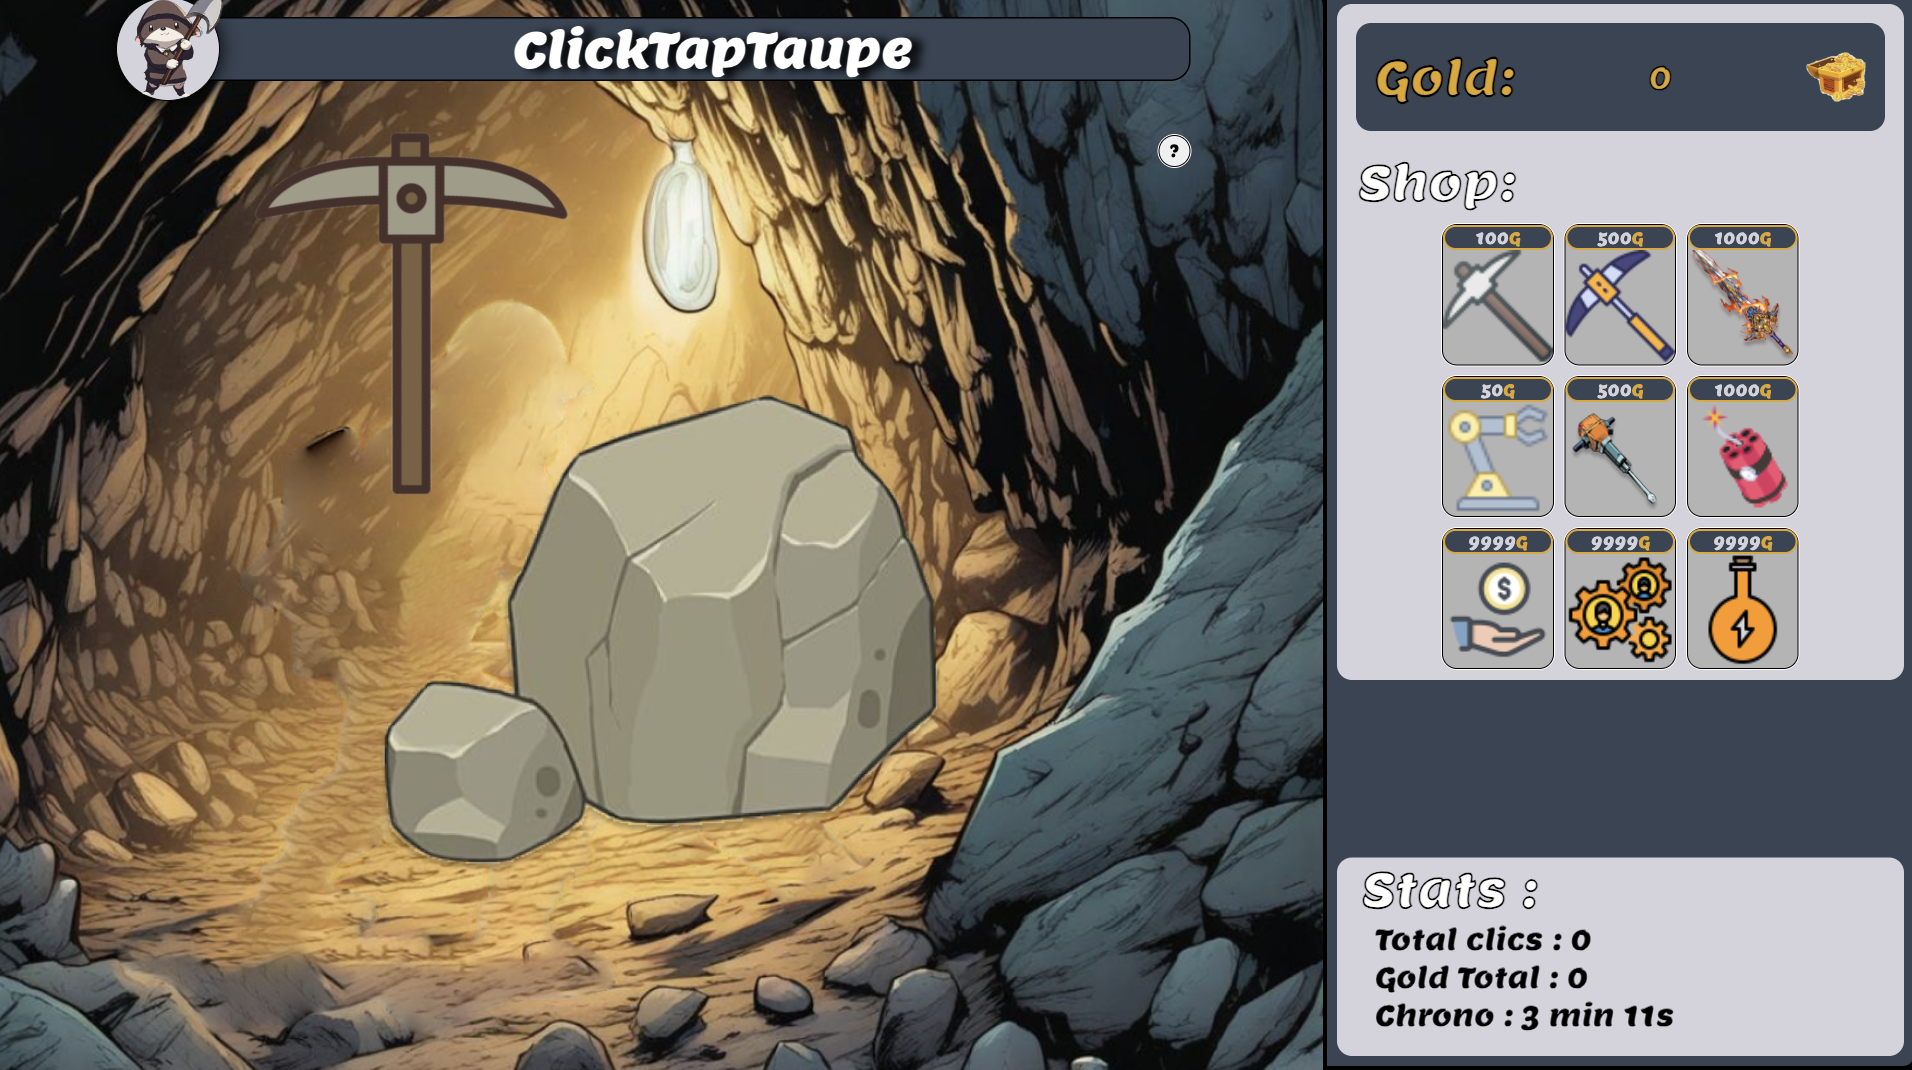 ClickTapTaupe
?
Gold: 0
Shop:
100G 500G 1000G
50G 500G 1000G
9999G 9999G 9999G
$
Stats :
Total clics : 0
Gold Total : 0
Chrono : 3 min 11s